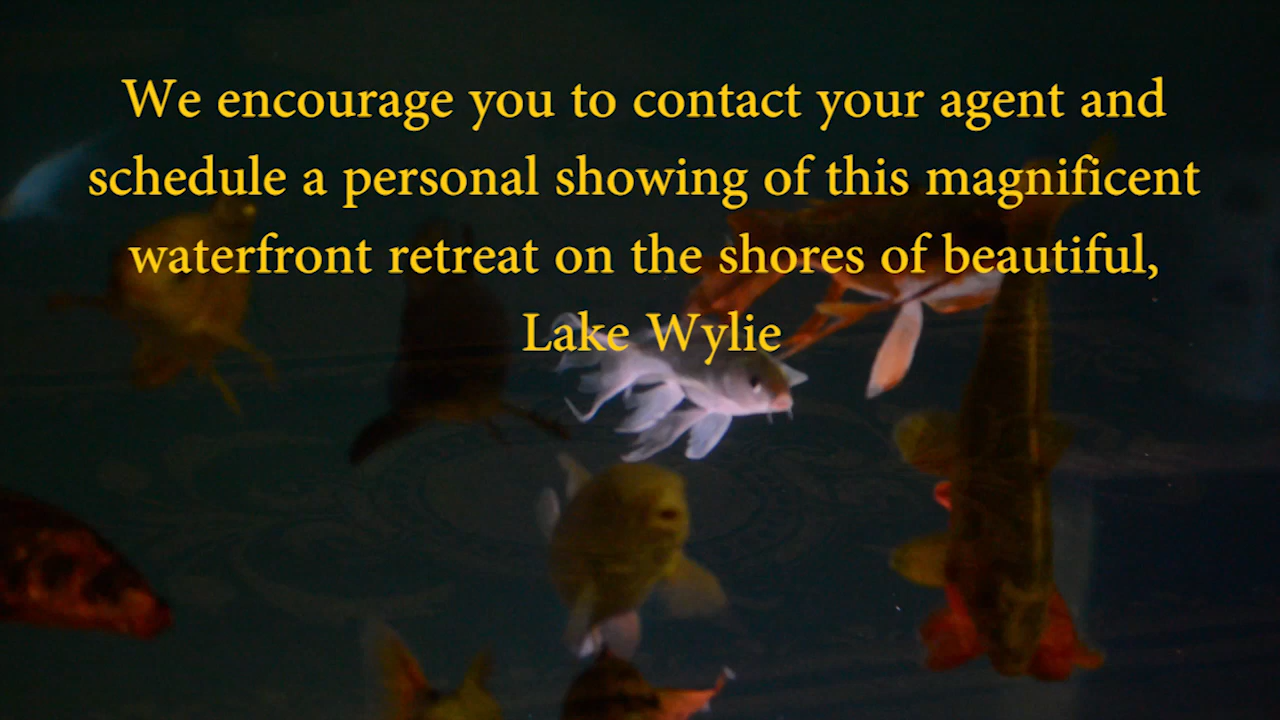 We encourage you to contact your agent and
schedule a personal showing of this magnificent
waterfront retreat on the shores of beautiful,
Lake Wylie